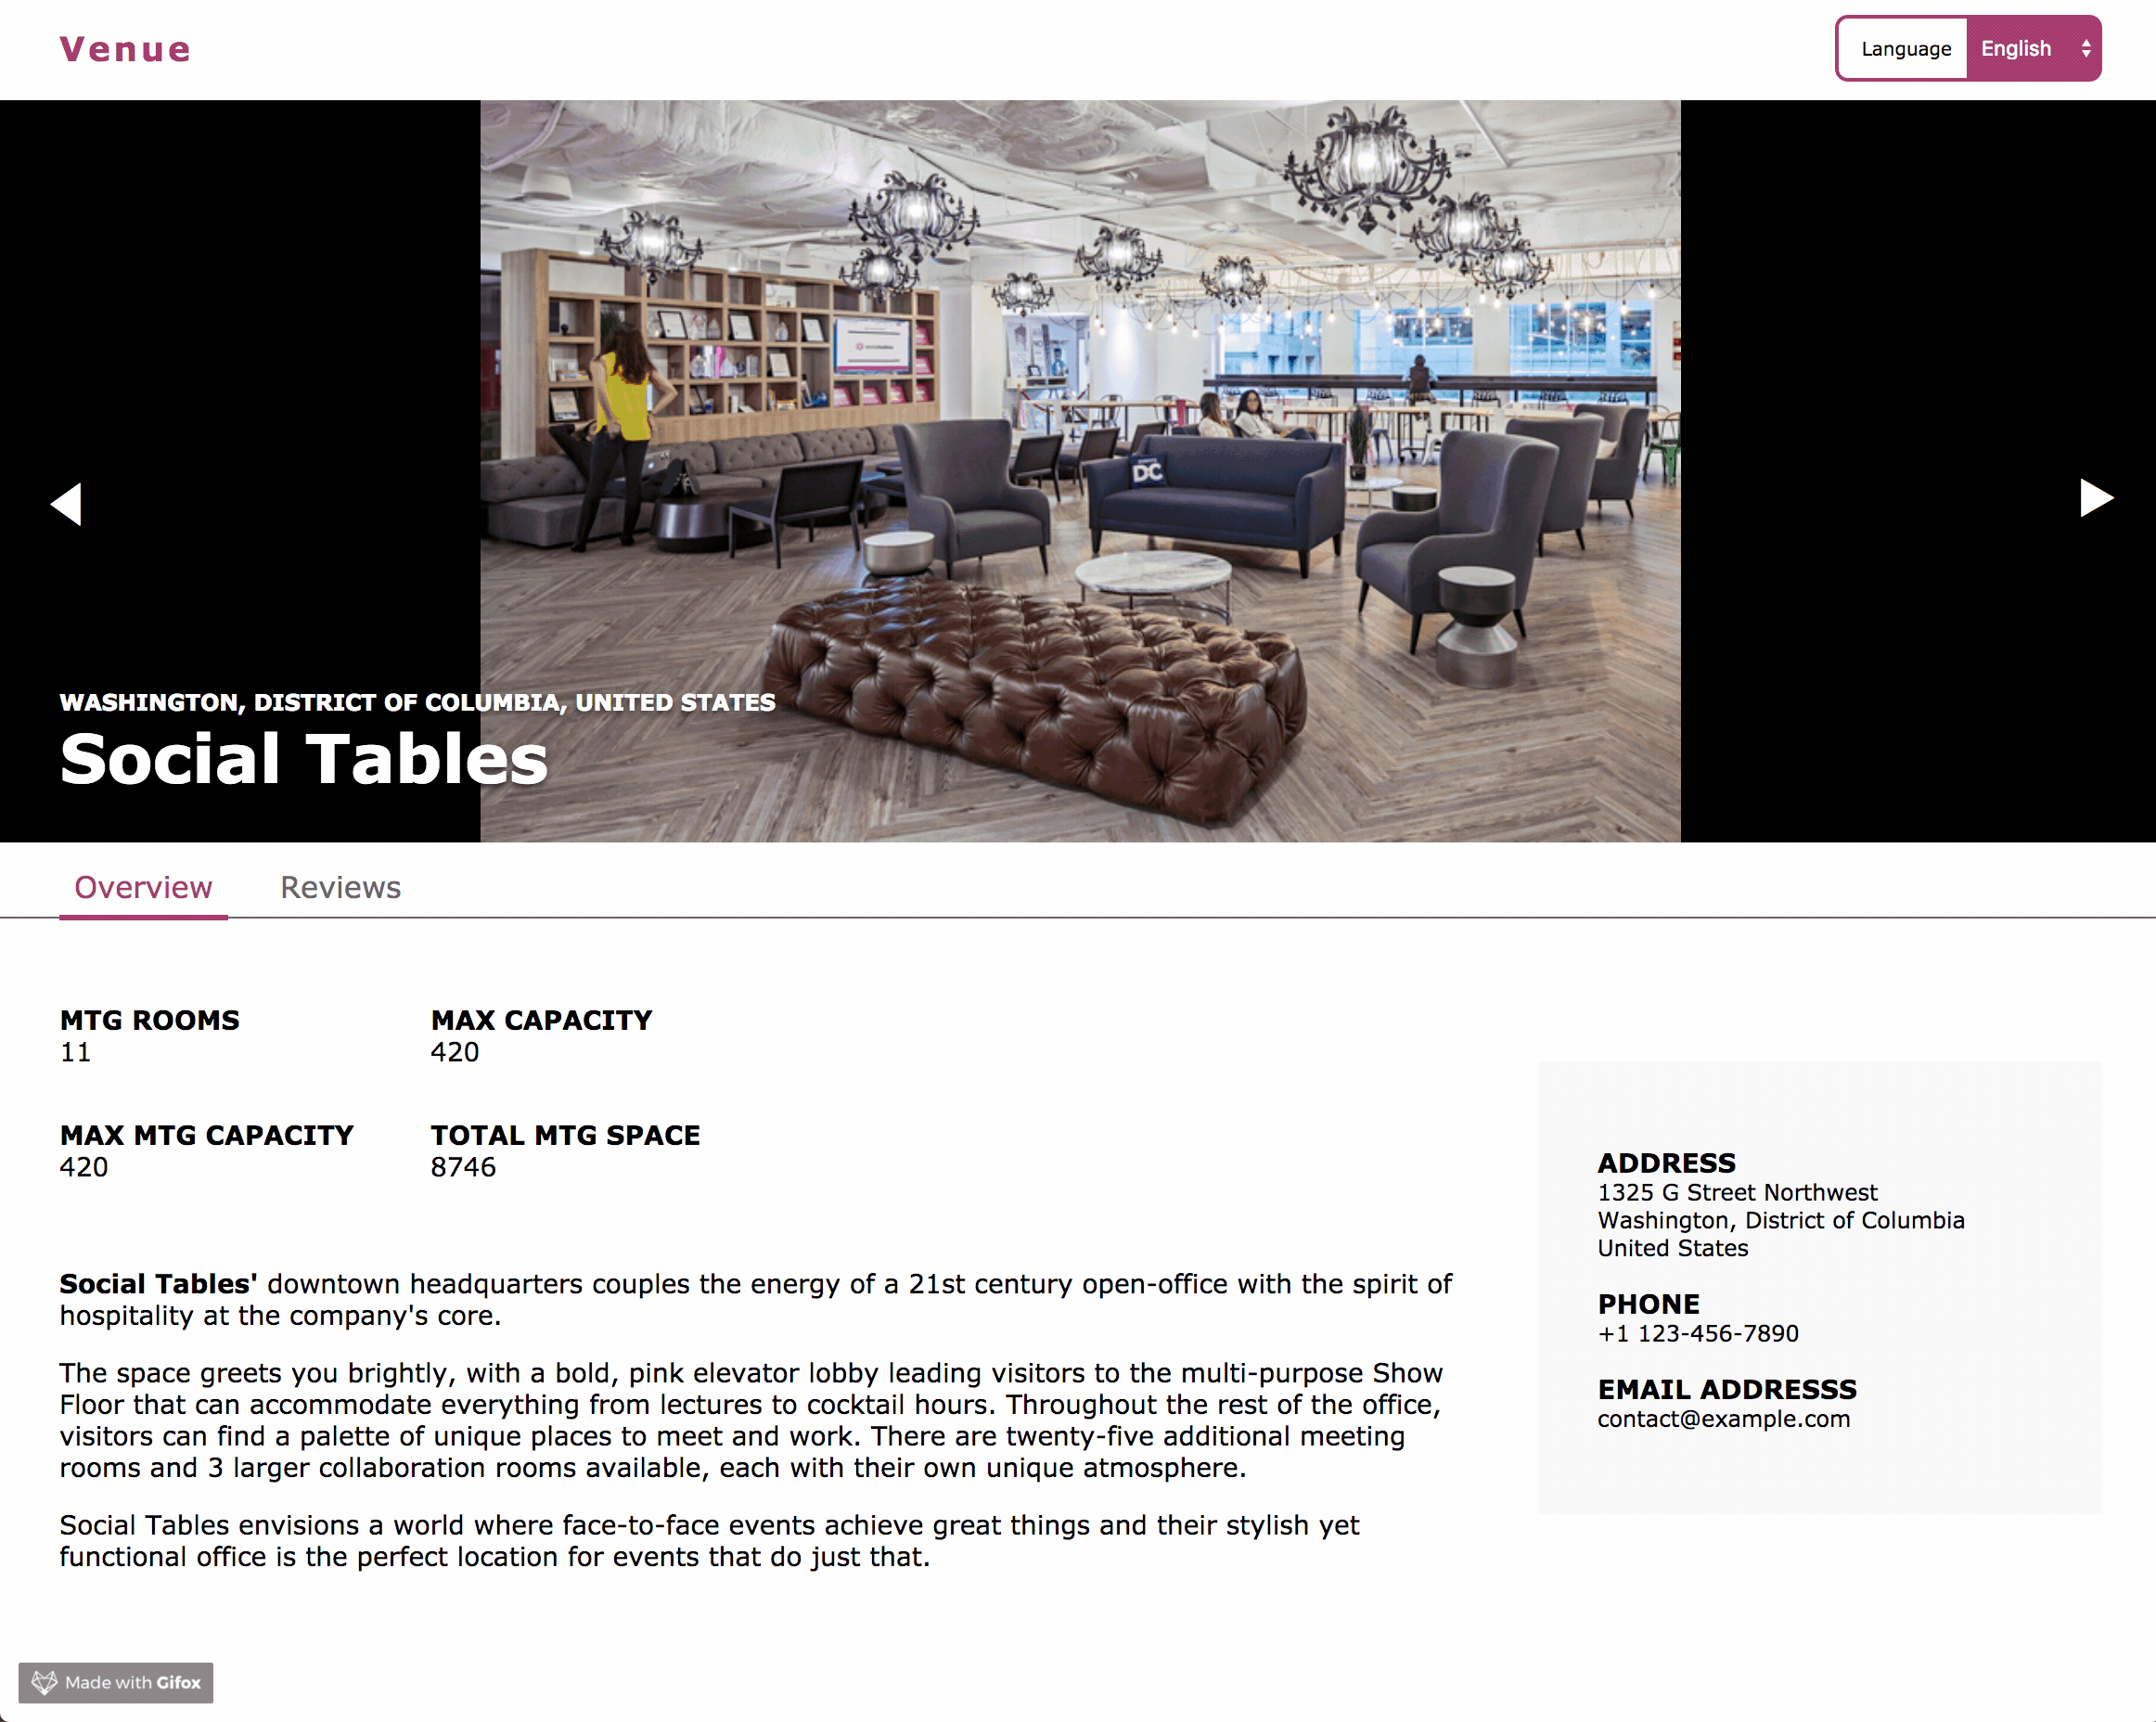 Venue
Language
English
DC
WASHINGTON, DISTRICT OF COLUMBIA, UNITED STATES
Social Tables
Overview
Reviews
MTG ROOMS
11
MAX CAPACITY
420
MAX MTG CAPACITY
420
TOTAL MTG SPACE
8746
Social Tables' downtown headquarters couples the energy of a 21st century open-office with the spirit of
hospitality at the company's core.
The space greets you brightly, with a bold, pink elevator lobby leading visitors to the multi-purpose Show
Floor that can accommodate everything from lectures to cocktail hours. Throughout the rest of the office,
visitors can find a palette of unique places to meet and work. There are twenty-five additional meeting
rooms and 3 larger collaboration rooms available, each with their own unique atmosphere.
Social Tables envisions a world where face-to-face events achieve great things and their stylish yet
functional office is the perfect location for events that do just that.
ADDRESS
1325 G Street Northwest
Washington, District of Columbia
United States
PHONE
+1 123-456-7890
EMAIL ADDRESSS
contact@example.com
Made with Gifox